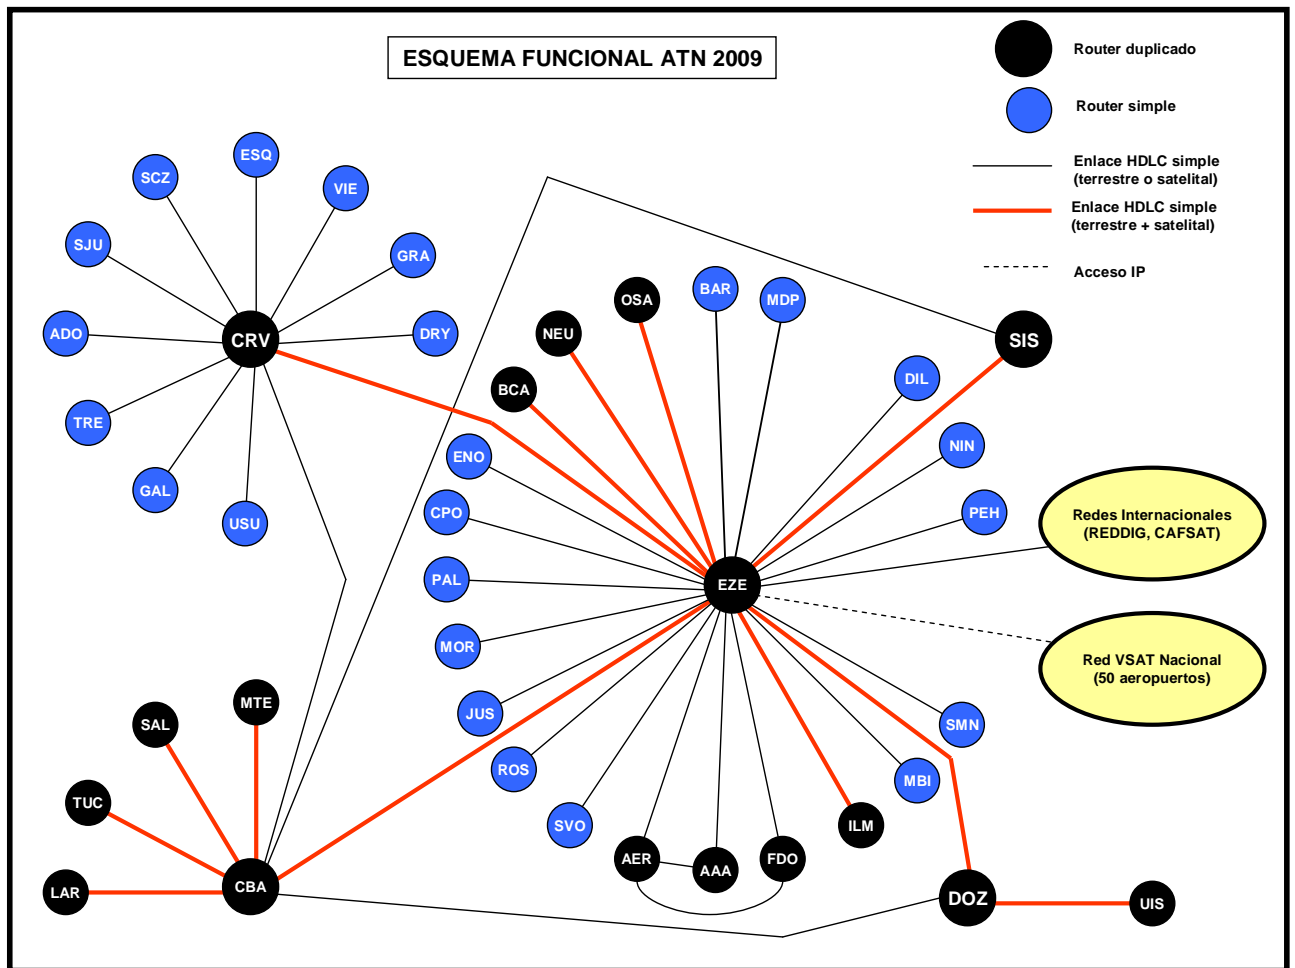 ESQUEMA FUNCIONAL ATN 2009
Router duplicado
Router simple
Enlace HDLC simple
(terrestre o satelital)
Enlace HDLC simple
(terrestre + satelital)
Acceso IP
ESQ
SCZ
VIE
SJU
GRA
ADO
CRV
DRY
TRE
GAL
USU
OSA
BAR
MDP
NEU
SIS
BCA
DIL
ENO
NIN
CPO
PEH
Redes Internacionales
(REDDIG, CAFSAT)
PAL
EZE
MOR
Red VSAT Nacional
(50 aeropuertos)
JUS
SMN
ROS
MBI
SVO
ILM
AER
AAA
FDO
MTE
SAL
TUC
LAR
CBA
DOZ
UIS